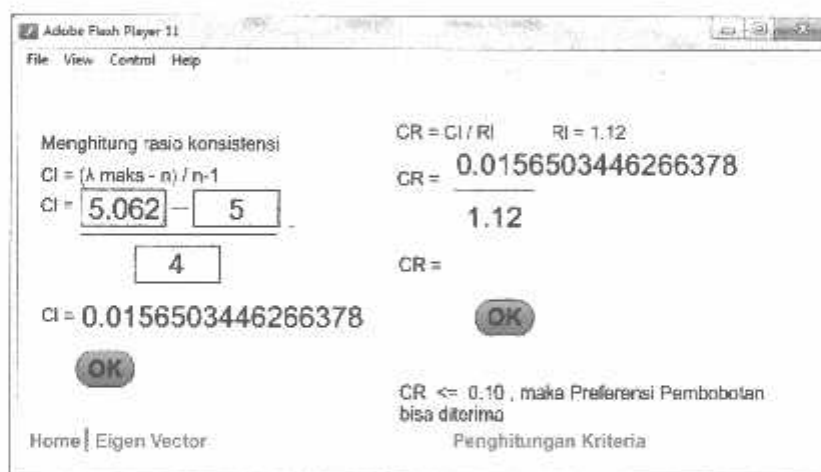 Adobe Flash Player 11
File View Control Help
Menghitung rasio konsistensi
CI = (λ maks - n) / n-1
CI = 5.062 — 5
4
CI = 0.0156503446266378
OK
CR = CI / RI RI = 1.12
CR = 0.0156503446266378
1.12
CR =
OK
CR <= 0.10 , maka Preferensi Pembobotan
bisa diterima
Home | Eigen Vector
Penghitungan Kriteria